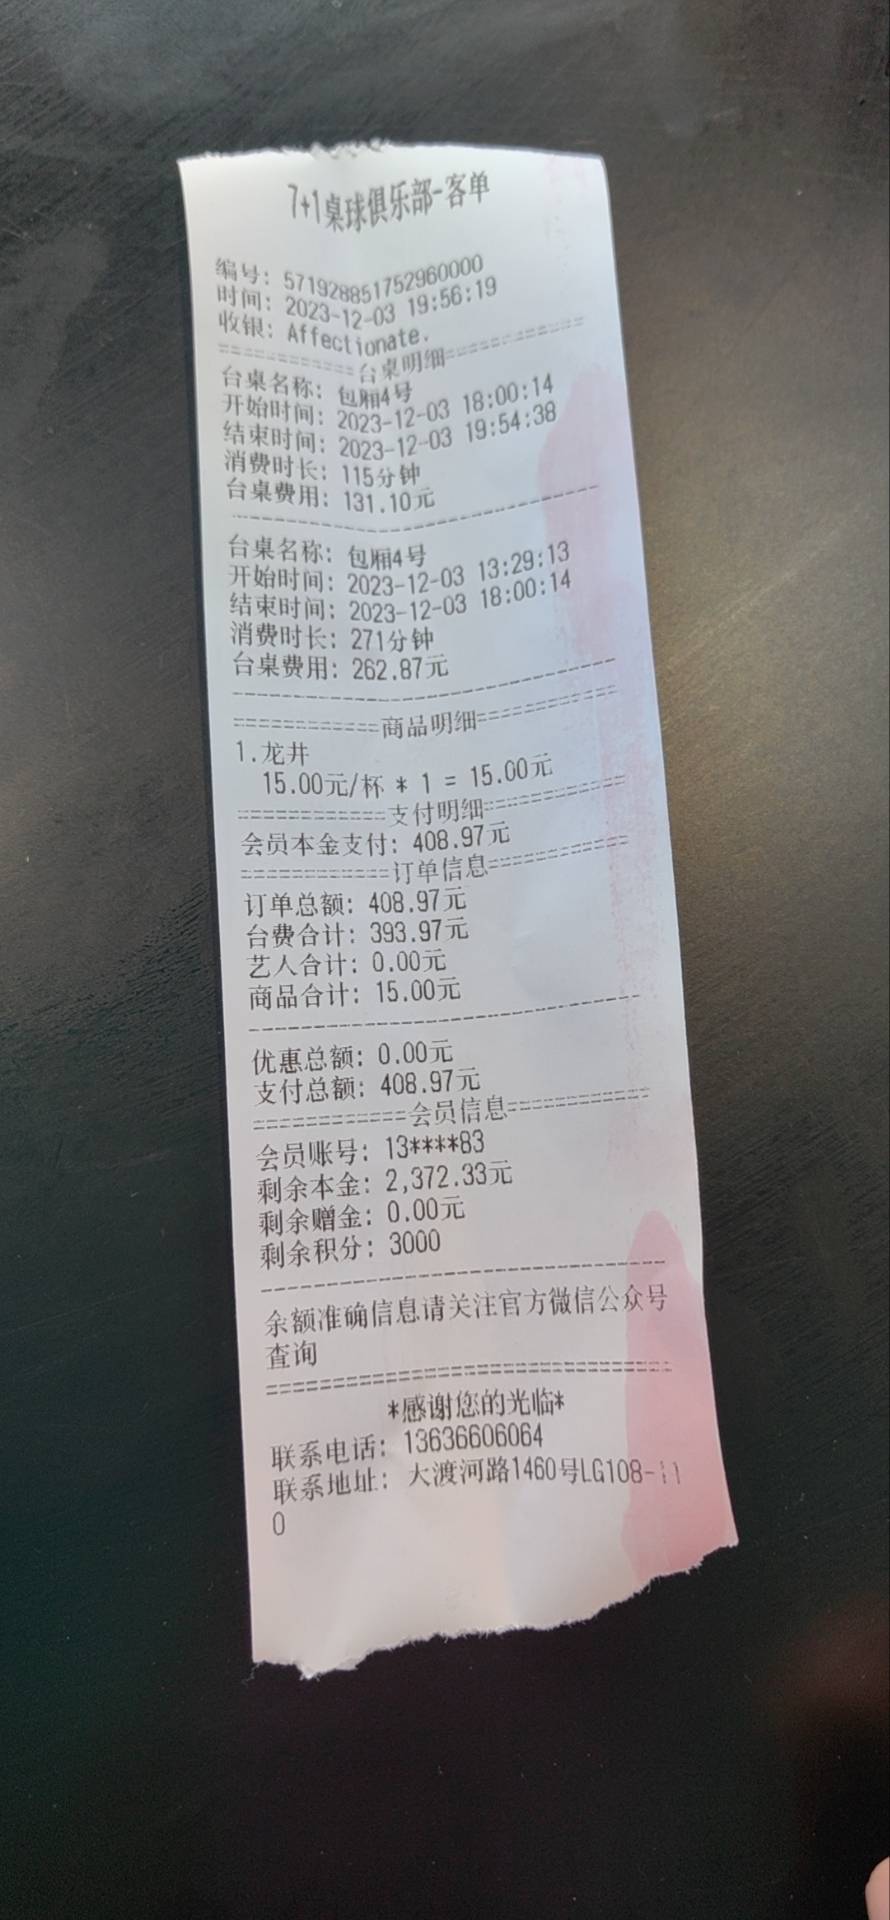 7+1桌球俱乐部-客单
编号: 571928851752960000
时间: 2023-12-03 19:56:19
收银: Affectionate.
============台桌明细============
台桌名称: 包厢4号
开始时间: 2023-12-03 18:00:14
结束时间: 2023-12-03 19:54:38
消费时长: 115分钟
台桌费用: 131.10元
--------------------------------
台桌名称: 包厢4号
开始时间: 2023-12-03 13:29:13
结束时间: 2023-12-03 18:00:14
消费时长: 271分钟
台桌费用: 262.87元
--------------------------------
============商品明细============
1.龙井
15.00元/杯 * 1 = 15.00元
============支付明细============
会员本金支付: 408.97元
============订单信息============
订单总额: 408.97元
台费合计: 393.97元
艺人合计: 0.00元
商品合计: 15.00元
--------------------------------
优惠总额: 0.00元
支付总额: 408.97元
============会员信息============
会员账号: 13****83
剩余本金: 2,372.33元
剩余赠金: 0.00元
剩余积分: 3000
--------------------------------
余额准确信息请关注官方微信公众号
查询
================================
*感谢您的光临*
联系电话: 13636606064
联系地址: 大渡河路1460号LG108-11
0